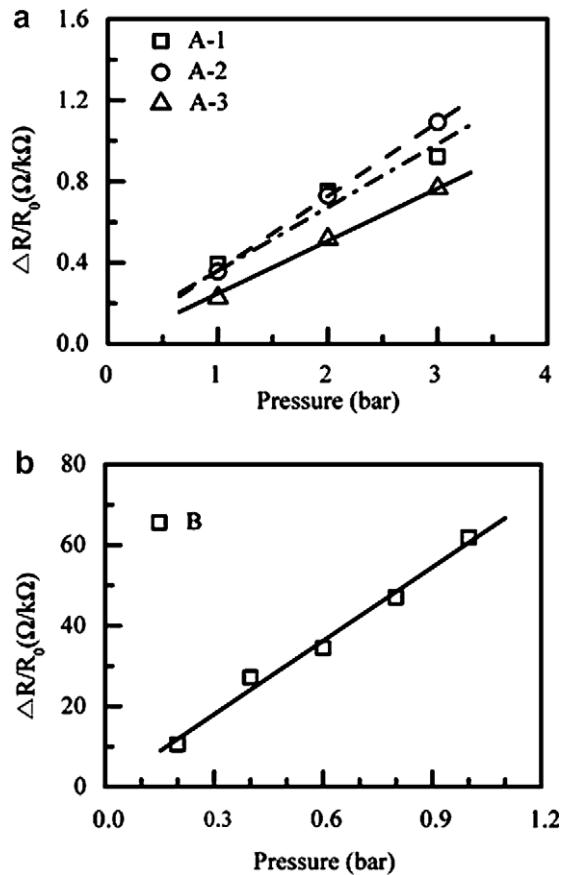 a
1.6
1.2
0.8
0.4
0.0
△R/R₀(Ω/kΩ)
A-1
A-2
A-3
0 1 2 3 4
Pressure (bar)
b
80
60
40
20
0
△R/R₀(Ω/kΩ)
B
0.0 0.3 0.6 0.9 1.2
Pressure (bar)